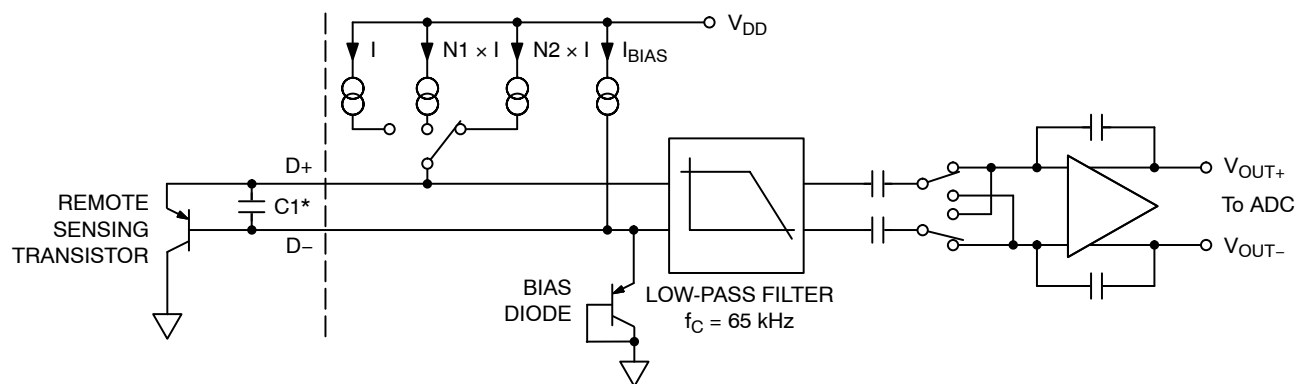 V_DD
I
N1 × I
N2 × I
I_BIAS
D+
REMOTE
SENSING
TRANSISTOR
C1*
D−
BIAS
DIODE
LOW-PASS FILTER
f_C = 65 kHz
V_OUT+
To ADC
V_OUT−